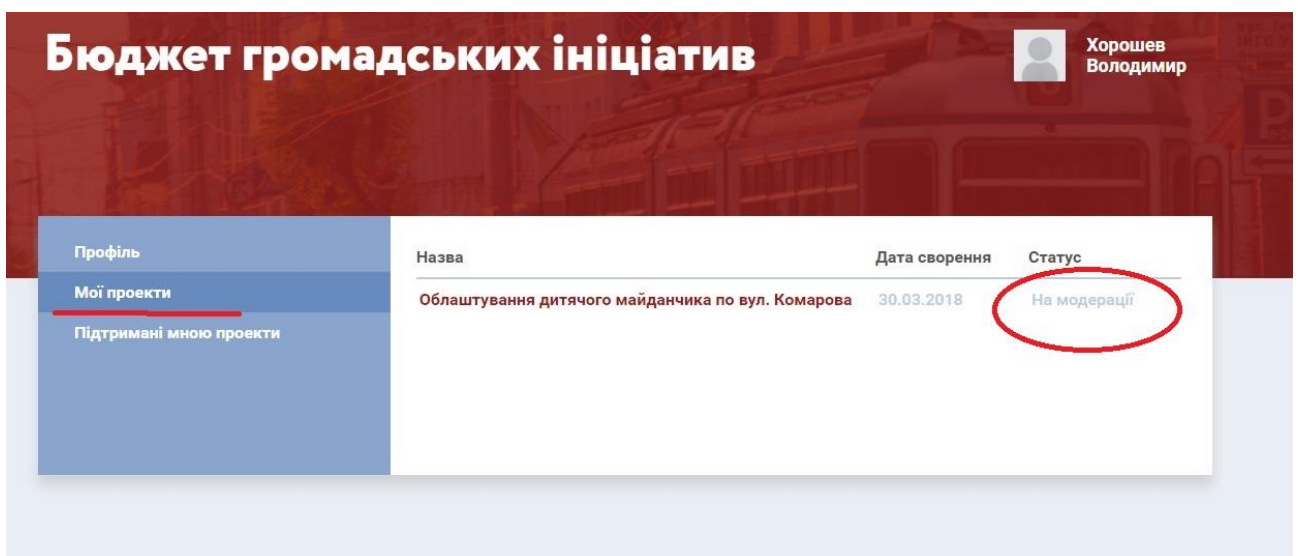 Бюджет громадських ініціатив
Хорошев
Володимир
Профіль
Мої проекти
Підтримані мною проекти
Назва
Дата сворення
Статус
Облаштування дитячого майданчика по вул. Комарова
30.03.2018
На модерації